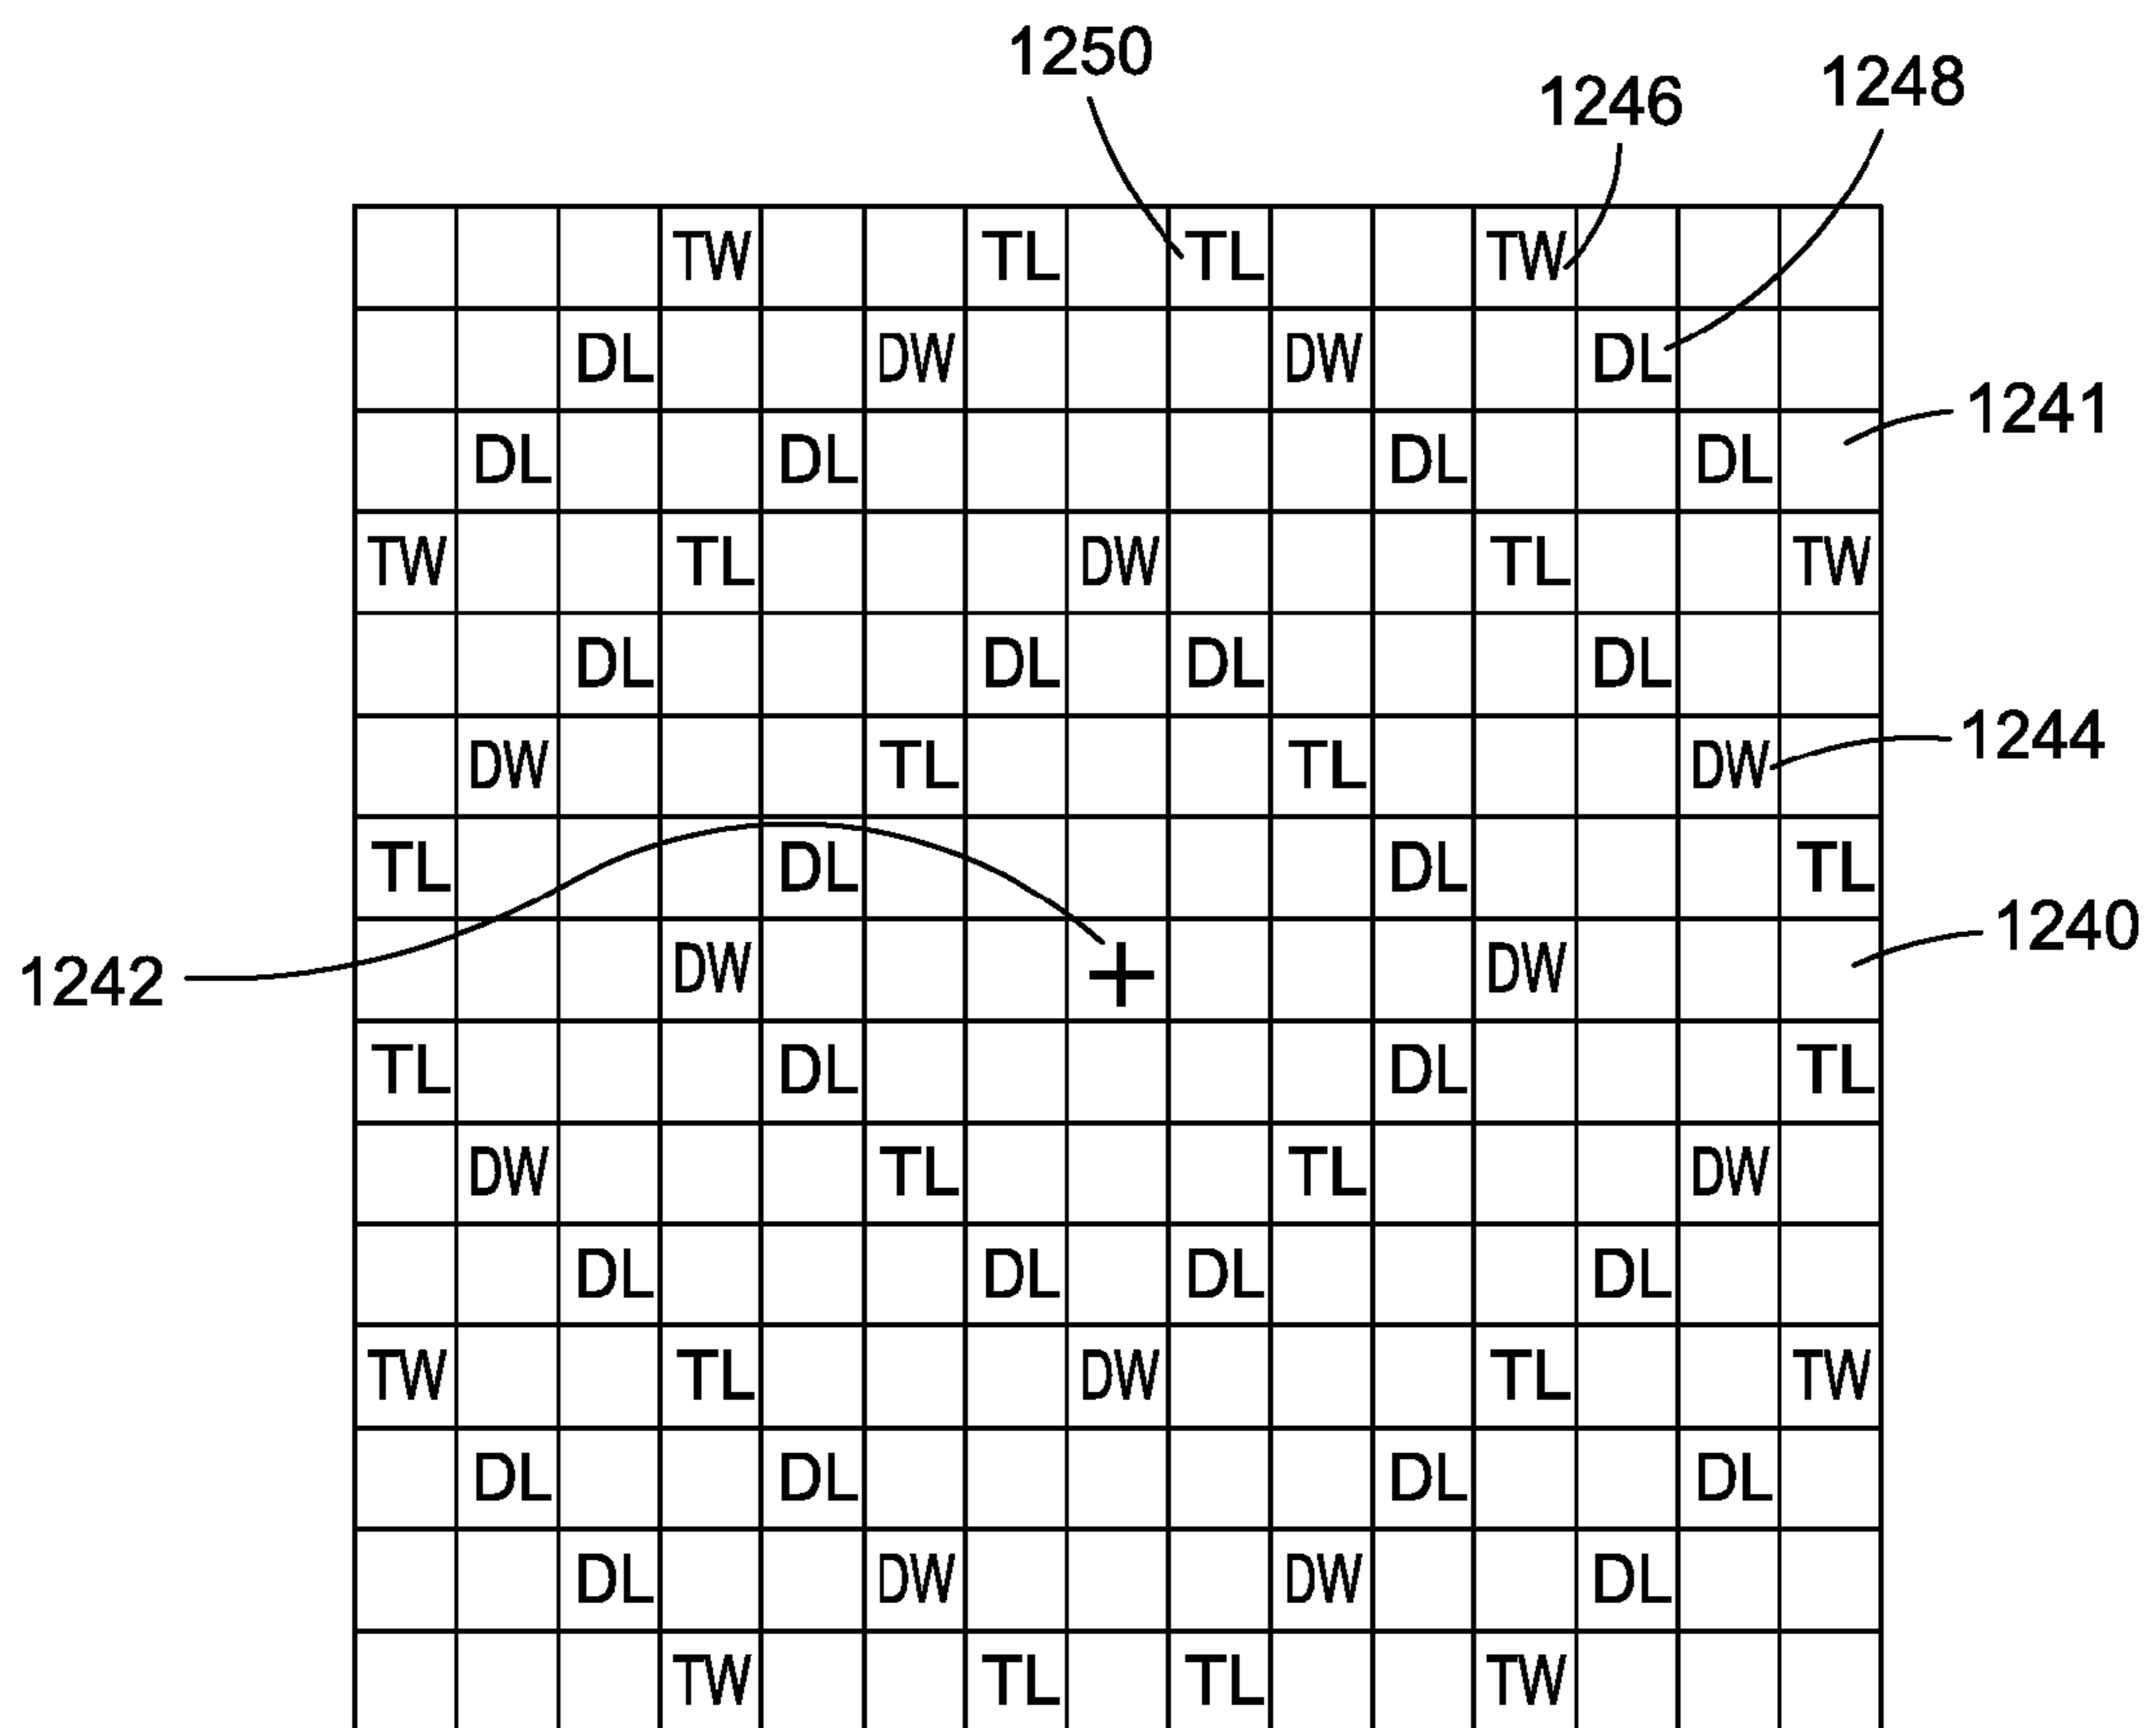 1250
1246
1248
TW TL TL TW
DL DW DW DL
1241
DL DL DL DL
TW TL DW TL TW
DL DL DL DL
1244
DW TL TL DW
TL DL DL TL
1240
1242
DW + DW
TL DL DL TL
DW TL TL DW
DL DL DL DL
TW TL DW TL TW
DL DL DL DL
DL DW DW DL
TW TL TL TW